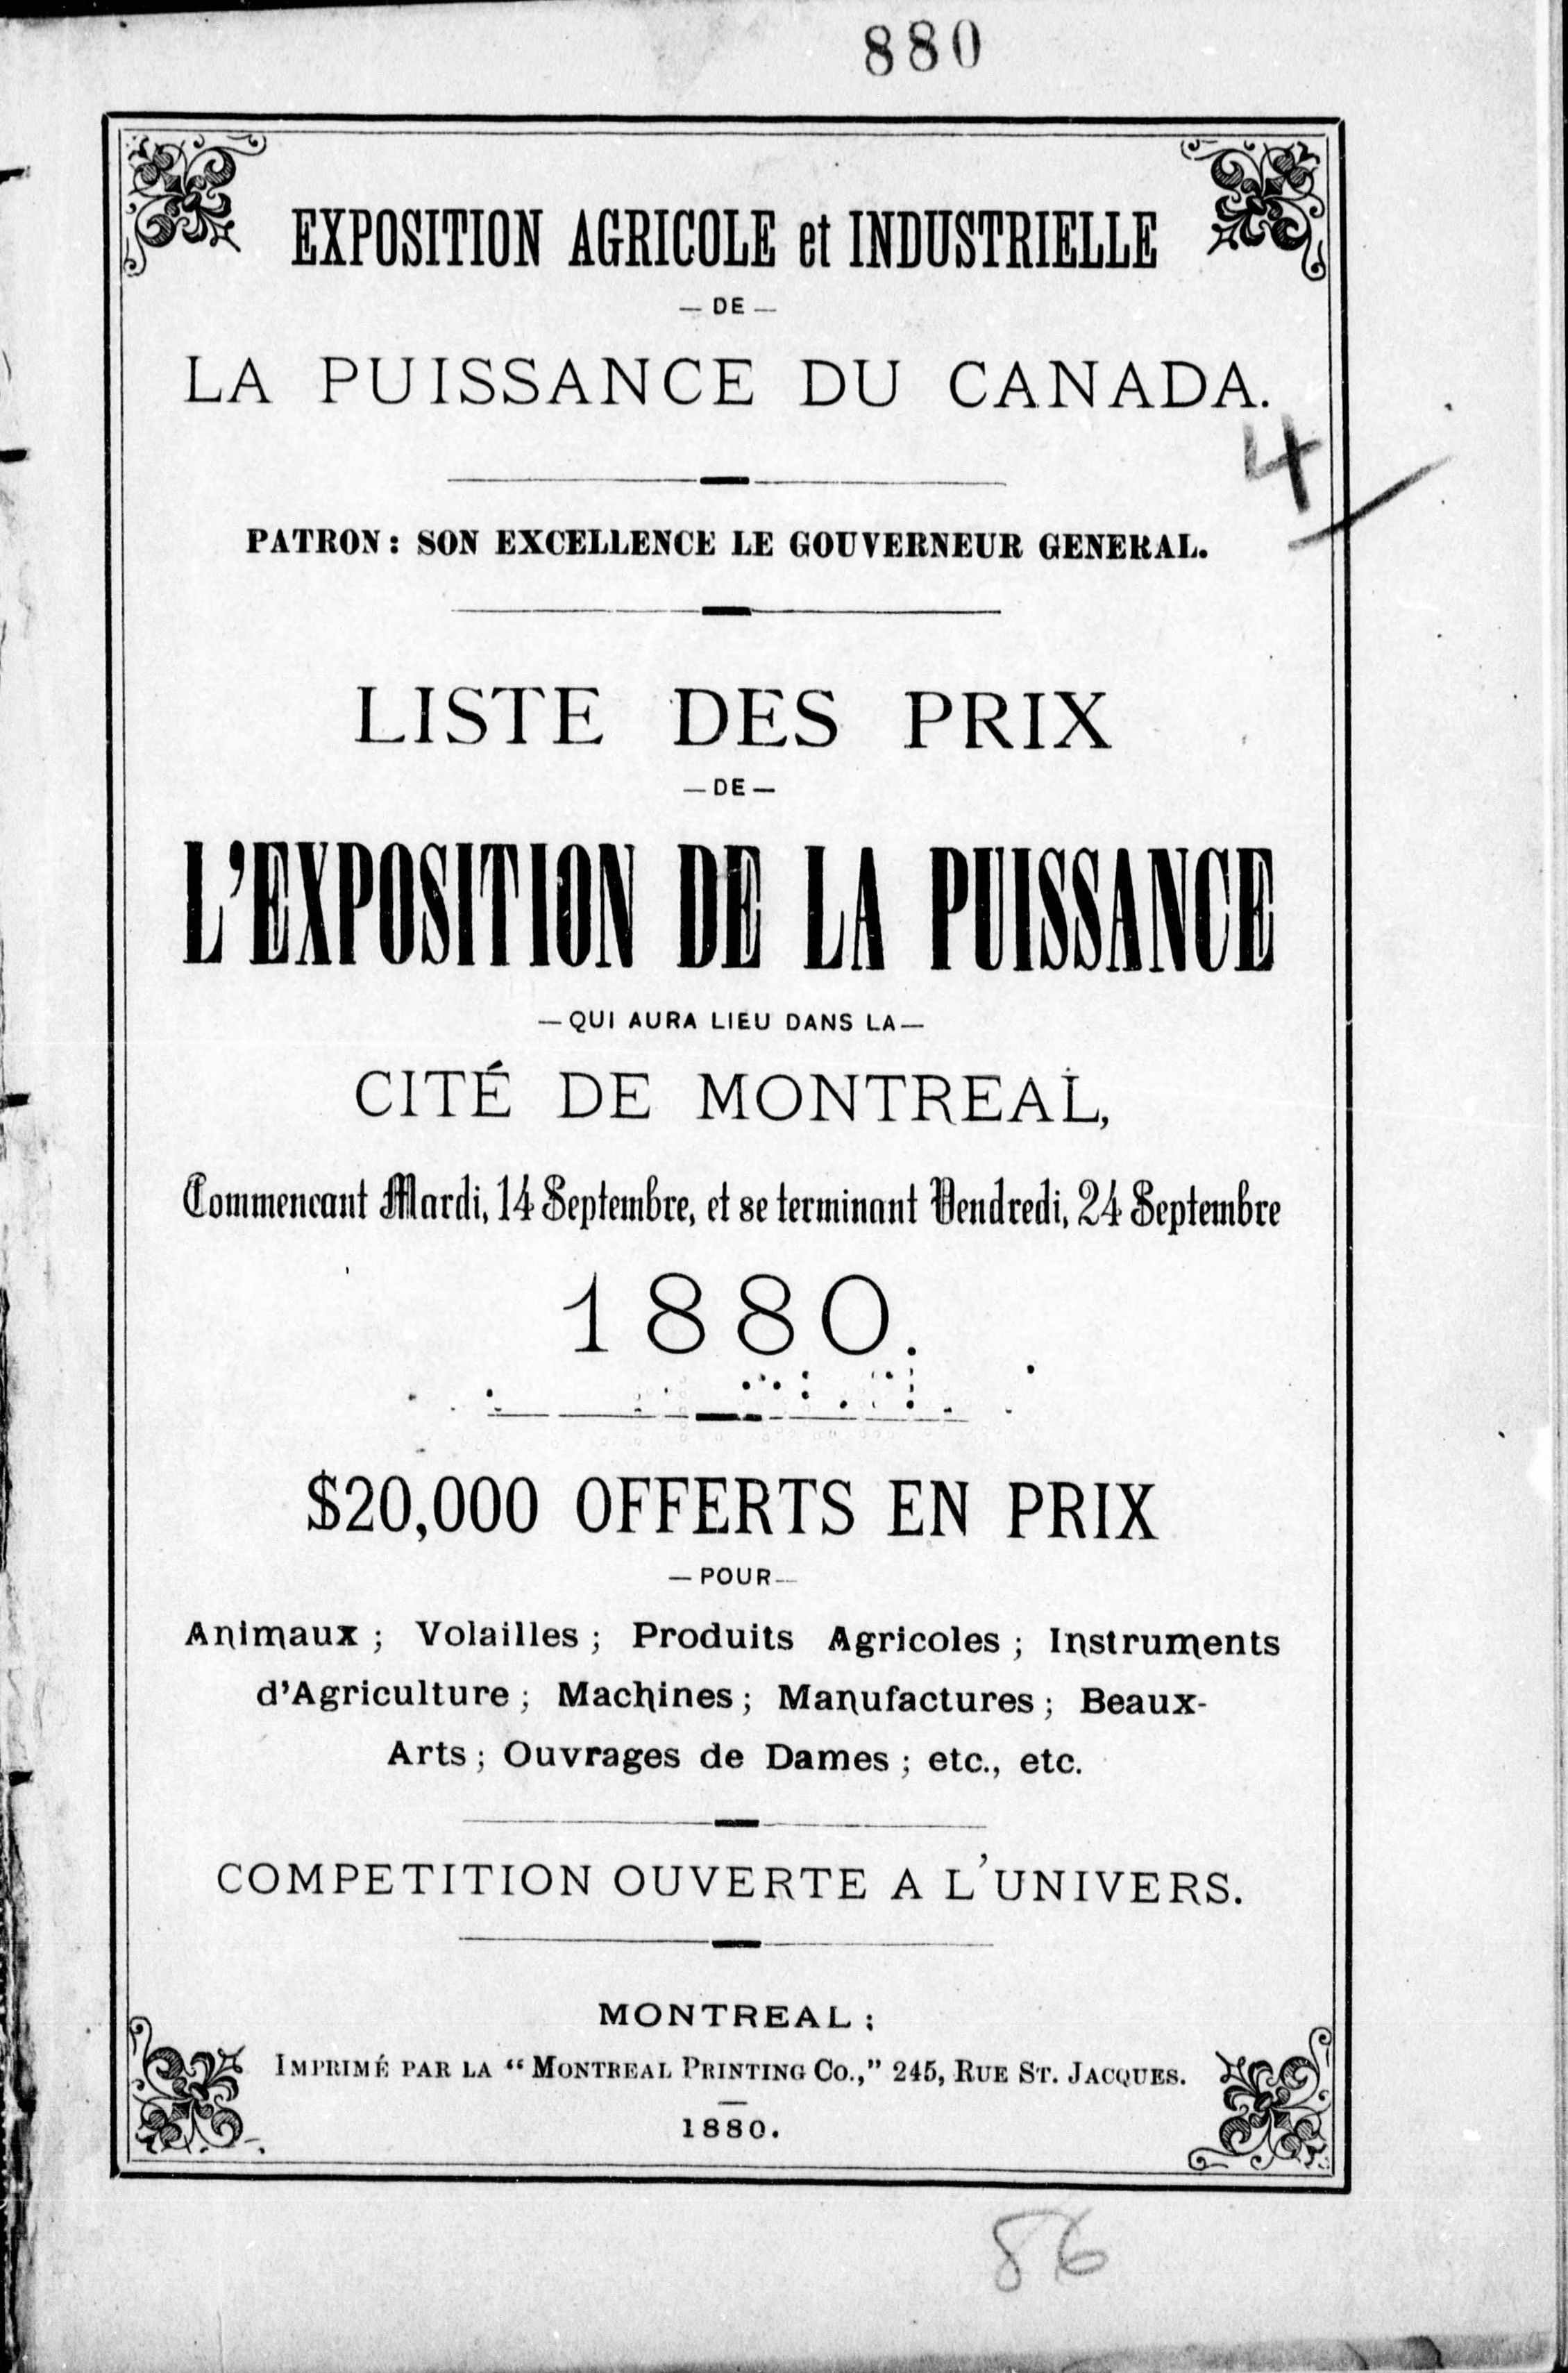 880
EXPOSITION AGRICOLE et INDUSTRIELLE
— DE —
LA PUISSANCE DU CANADA.
4
PATRON: SON EXCELLENCE LE GOUVERNEUR GENERAL.
LISTE DES PRIX
— DE —
L'EXPOSITION DE LA PUISSANCE
— QUI AURA LIEU DANS LA —
CITÉ DE MONTREAL,
Commencant Mardi, 14 Septembre, et se terminant Vendredi, 24 Septembre
1880.
$20,000 OFFERTS EN PRIX
— POUR —
Animaux ; Volailles ; Produits Agricoles ; Instruments
d'Agriculture ; Machines ; Manufactures ; Beaux-
Arts ; Ouvrages de Dames ; etc., etc.
COMPETITION OUVERTE A L'UNIVERS.
MONTREAL ;
IMPRIMÉ PAR LA “ MONTREAL PRINTING CO.,” 245, RUE ST. JACQUES.
1880.
86